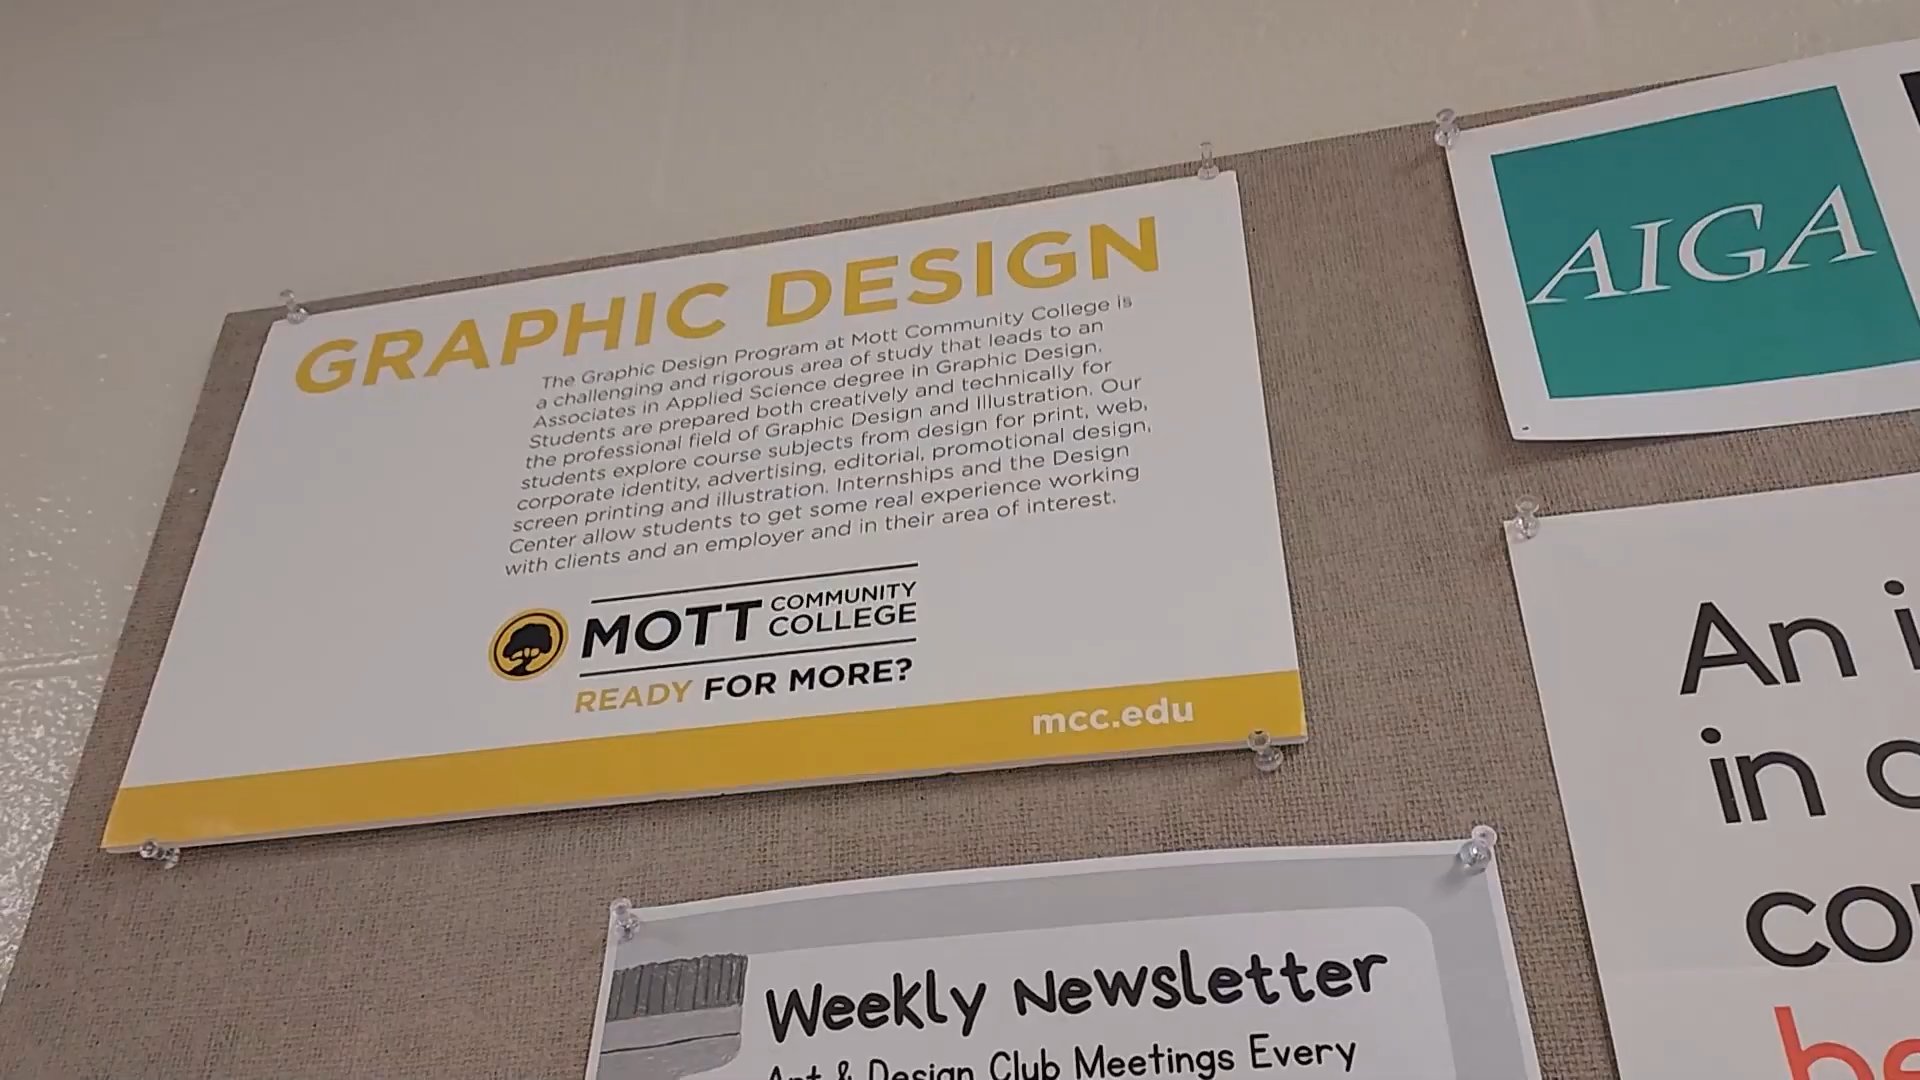 GRAPHIC DESIGN
The Graphic Design Program at Mott Community College is
a challenging and rigorous area of study that leads to an
Associates in Applied Science degree in Graphic Design.
Students are prepared both creatively and technically for
the professional field of Graphic Design and Illustration. Our
students explore course subjects from design for print, web,
corporate identity, advertising, editorial, promotional design,
screen printing and illustration. Internships and the Design
Center allow students to get some real experience working
with clients and an employer and in their area of interest.
MOTT COMMUNITY COLLEGE
READY FOR MORE?
mcc.edu
AIGA
An
in
Weekly Newsletter
Art & Design Club Meetings Every